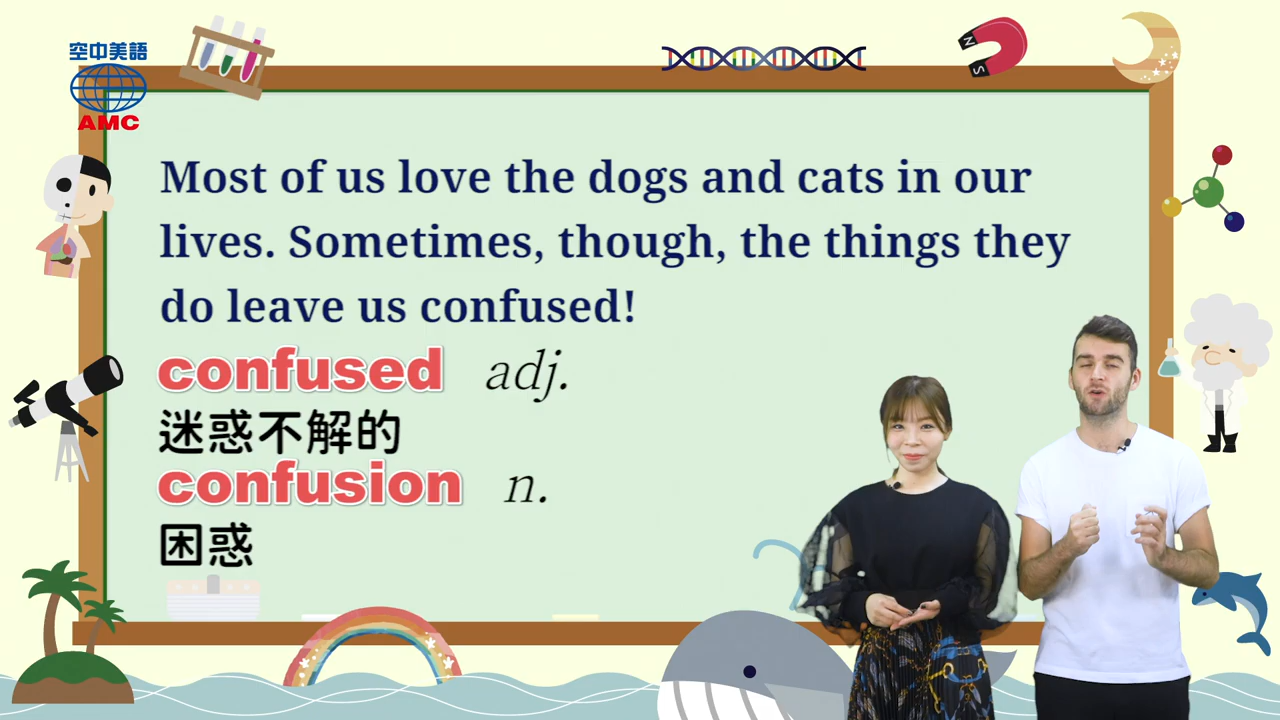 空中美語
AMC
N
S
Most of us love the dogs and cats in our
lives. Sometimes, though, the things they
do leave us confused!
confused adj.
迷惑不解的
confusion n.
困惑